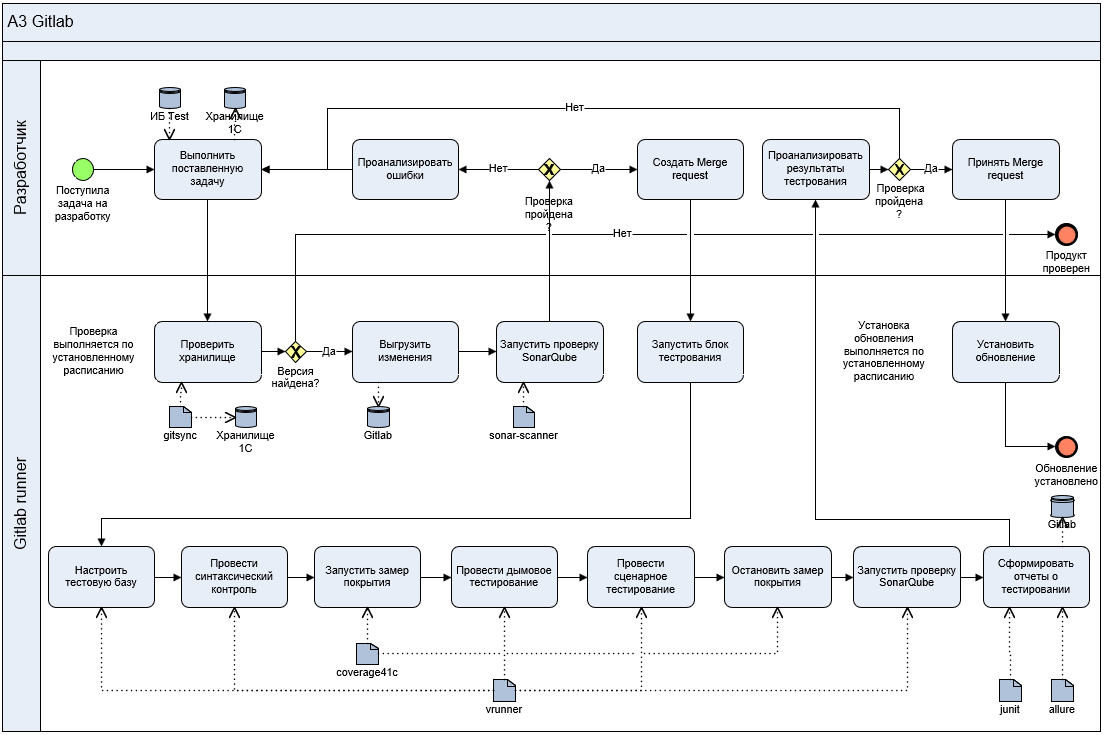 A3 Gitlab
Разработчик
ИБ Test
Хранилище
1С
Нет
Поступила
задача на
разработку
Выполнить
поставленную
задачу
Проанализировать
ошибки
Нет
Проверка
пройдена
?
Да
Создать Merge
request
Проанализировать
результаты
тестрования
Проверка
пройдена
?
Да
Принять Merge
request
Нет
Продукт
проверен
Gitlab runner
Проверка
выполняется по
установленному
расписанию
Проверить
хранилище
Версия
найдена?
Да
Выгрузить
изменения
Запустить проверку
SonarQube
Запустить блок
тестирования
Установка
обновления
выполняется по
установленному
расписанию
Установить
обновление
gitsync
Хранилище
1С
Gitlab
sonar-scanner
Обновление
установлено
Gitlab
Настроить
тестовую базу
Провести
синтаксический
контроль
Запустить замер
покрытия
Провести дымовое
тестирование
Провести
сценарное
тестирование
Остановить замер
покрытия
Запустить проверку
SonarQube
Сформировать
отчеты о
тестировании
coverage41c
vrunner
junit
allure